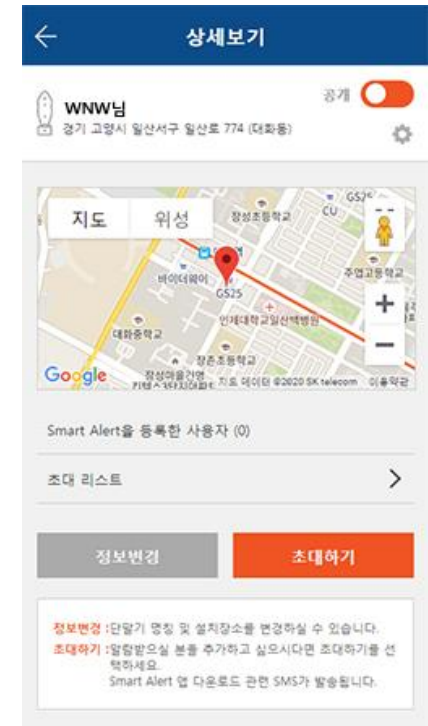 상세보기
WNW님
공개
경기 고양시 일산서구 일산로 774 (대화동)
지도 위성
장성초등학교
CU
GS25
바이더웨이
주엽고등학교
GS25
인제대학교일산백병원
대화중학교
장촌초등학교
장성마을건영
Google
지도 데이터 ©2020 SK telecom 이용약관
Smart Alert을 등록한 사용자 (0)
초대 리스트
정보변경 초대하기
정보변경 :단말기 명칭 및 설치장소를 변경하실 수 있습니다.
초대하기 :알람받으실 분을 추가하고 싶으시다면 초대하기를 선
택하세요.
Smart Alert 앱 다운로드 관련 SMS가 발송됩니다.